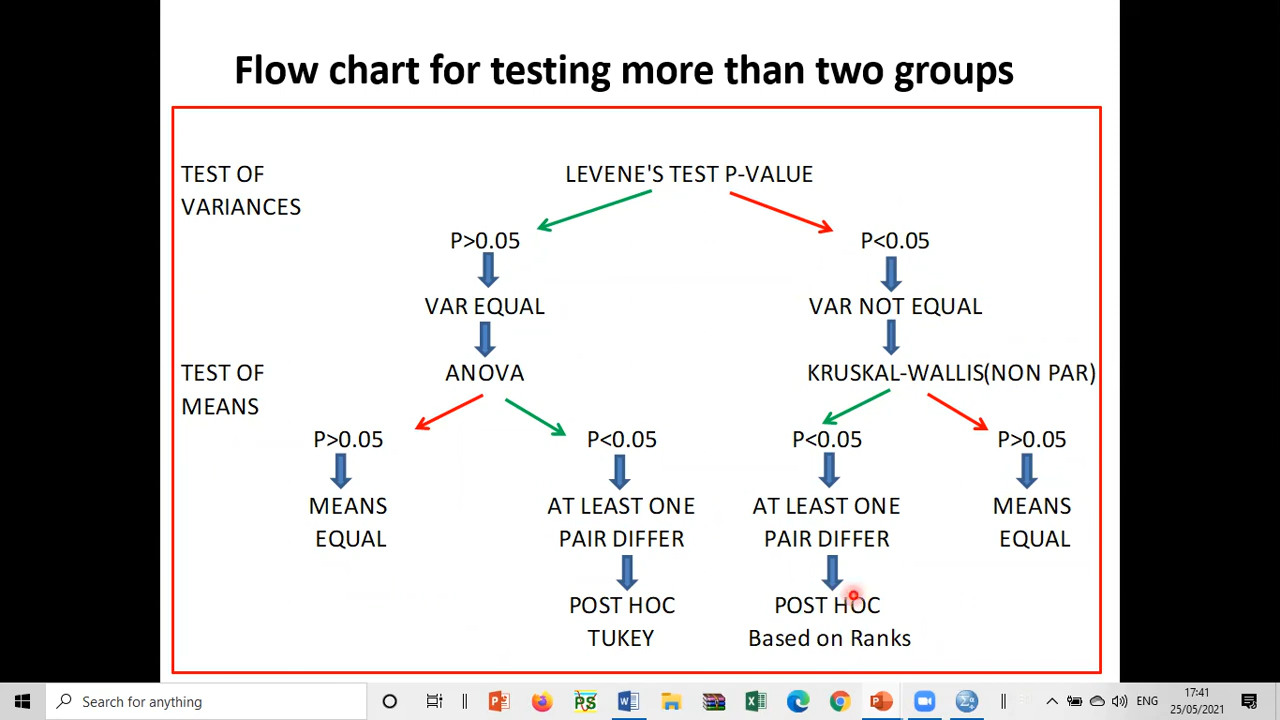 Flow chart for testing more than two groups
TEST OF
VARIANCES
LEVENE'S TEST P-VALUE
P>0.05
P<0.05
VAR EQUAL
VAR NOT EQUAL
TEST OF
MEANS
ANOVA
KRUSKAL-WALLIS(NON PAR)
P>0.05
P<0.05
P<0.05
P>0.05
MEANS
EQUAL
AT LEAST ONE
PAIR DIFFER
AT LEAST ONE
PAIR DIFFER
MEANS
EQUAL
POST HOC
TUKEY
POST HOC
Based on Ranks
Search for anything
ENG
17:41
25/05/2021